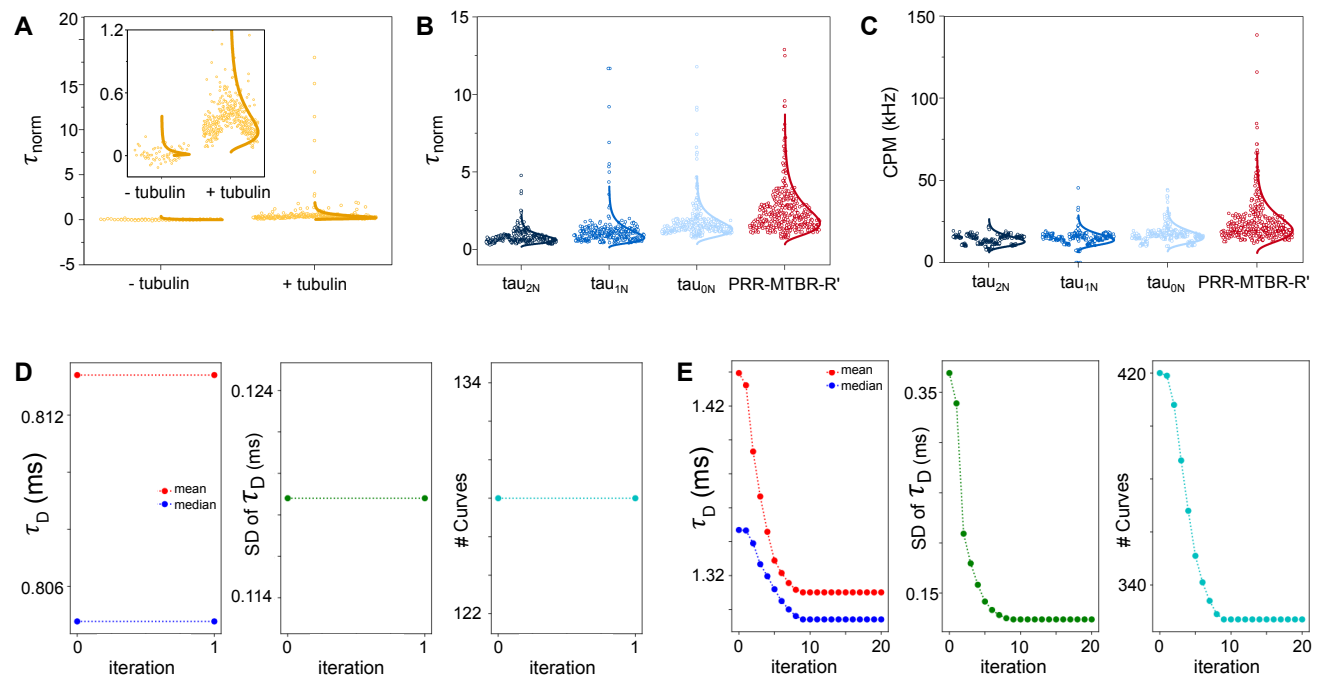 A
τnorm
20
15
10
5
0
-5
1.2
0.6
0
- tubulin
+ tubulin
- tubulin
+ tubulin
B
τnorm
15
10
5
0
tau2N
tau1N
tau0N
PRR-MTBR-R'
C
CPM (kHz)
150
100
50
0
tau2N
tau1N
tau0N
PRR-MTBR-R'
D
τD (ms)
0.812
0.806
mean
median
0
1
iteration
SD of τD (ms)
0.124
0.114
0
1
iteration
# Curves
134
122
0
1
iteration
E
τD (ms)
1.42
1.32
mean
median
0
10
20
iteration
SD of τD (ms)
0.35
0.15
0
10
20
iteration
# Curves
420
340
0
10
20
iteration